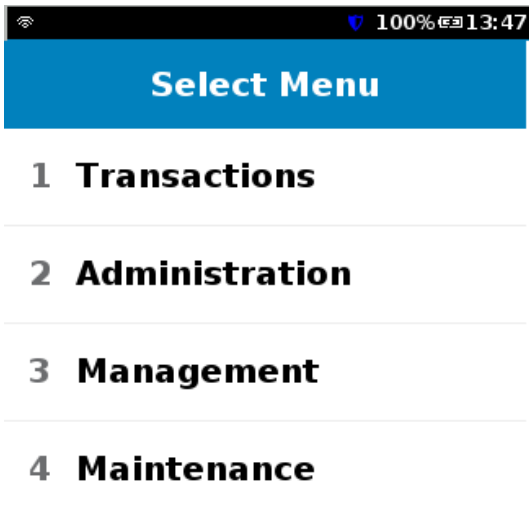 100% 13:47
Select Menu
1 Transactions
2 Administration
3 Management
4 Maintenance